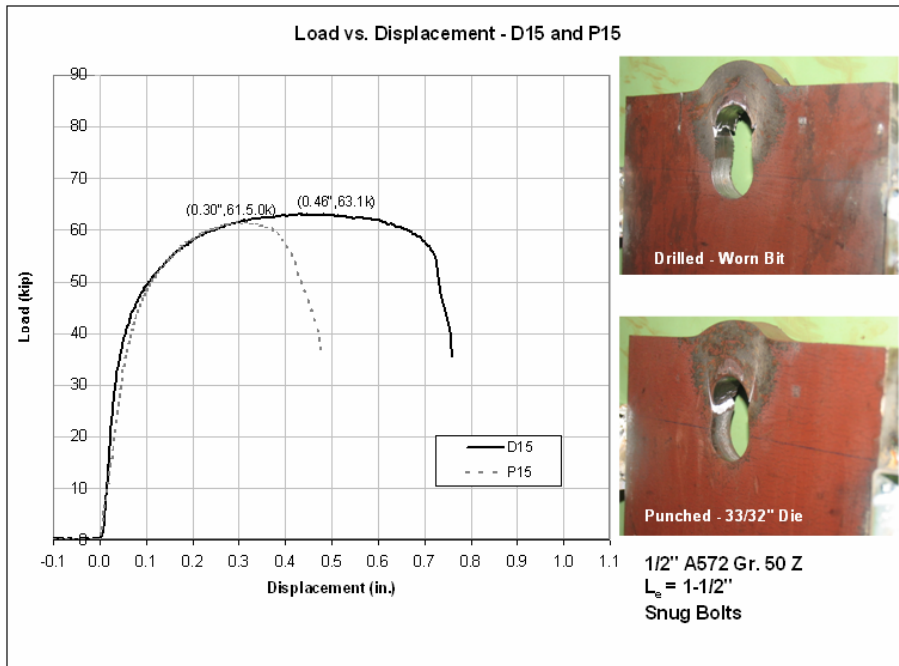 Load vs. Displacement - D15 and P15
90
80
70
60
50
40
30
20
10
0
Load (kip)
(0.30",61.5.0k)
(0.46",63.1k)
D15
P15
-0.1 0.0 0.1 0.2 0.3 0.4 0.5 0.6 0.7 0.8 0.9 1.0 1.1
Displacement (in.)
Drilled - Worn Bit
Punched - 33/32" Die
1/2" A572 Gr. 50 Z
Le = 1-1/2"
Snug Bolts